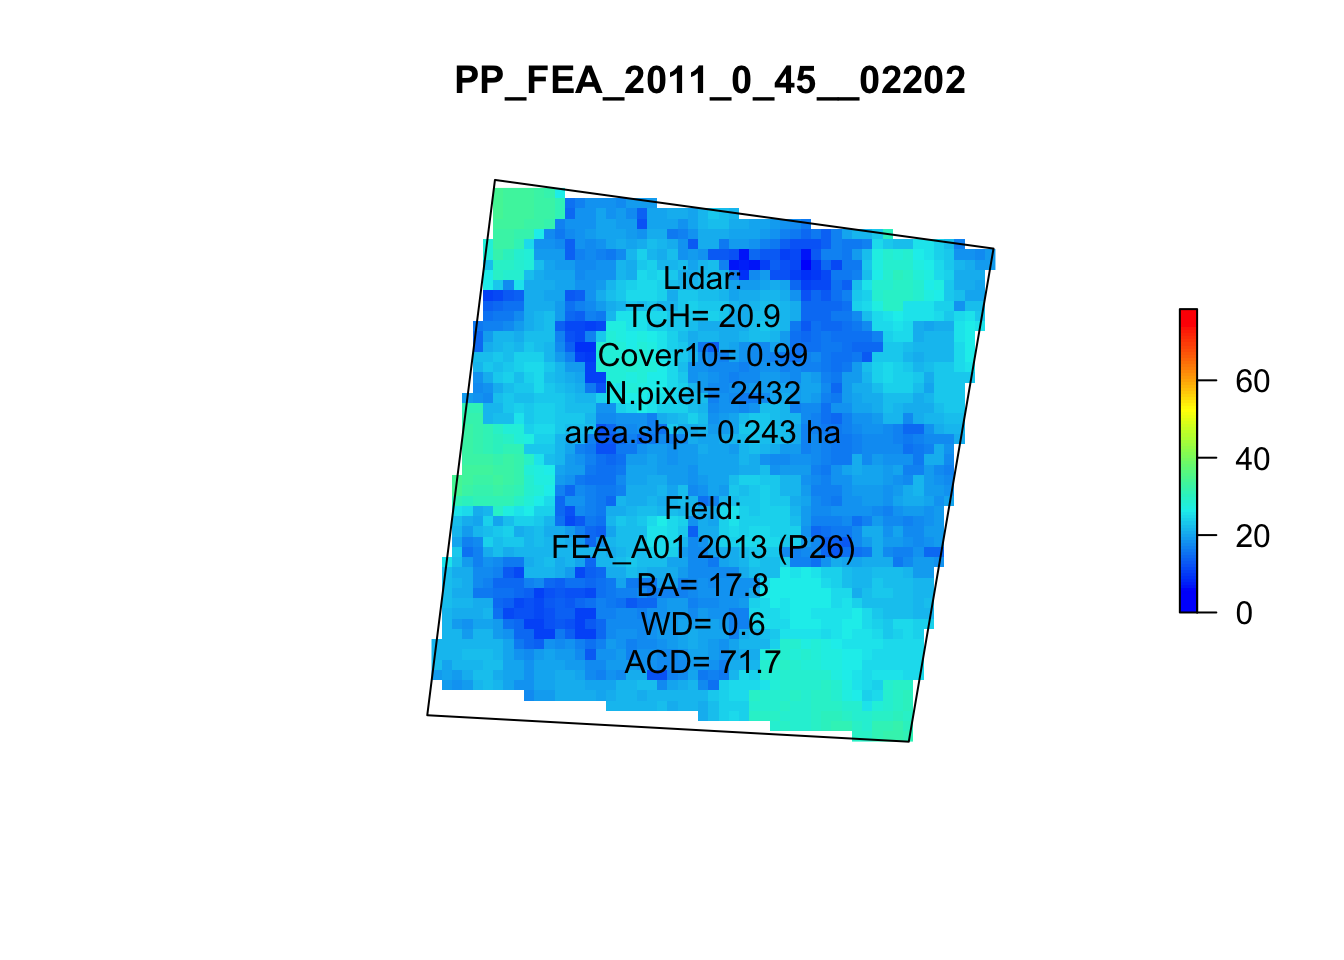 PP_FEA_2011_0_45__02202
Lidar:
TCH= 20.9
Cover10= 0.99
N.pixel= 2432
area.shp= 0.243 ha
Field:
FEA_A01 2013 (P26)
BA= 17.8
WD= 0.6
ACD= 71.7
60
40
20
0